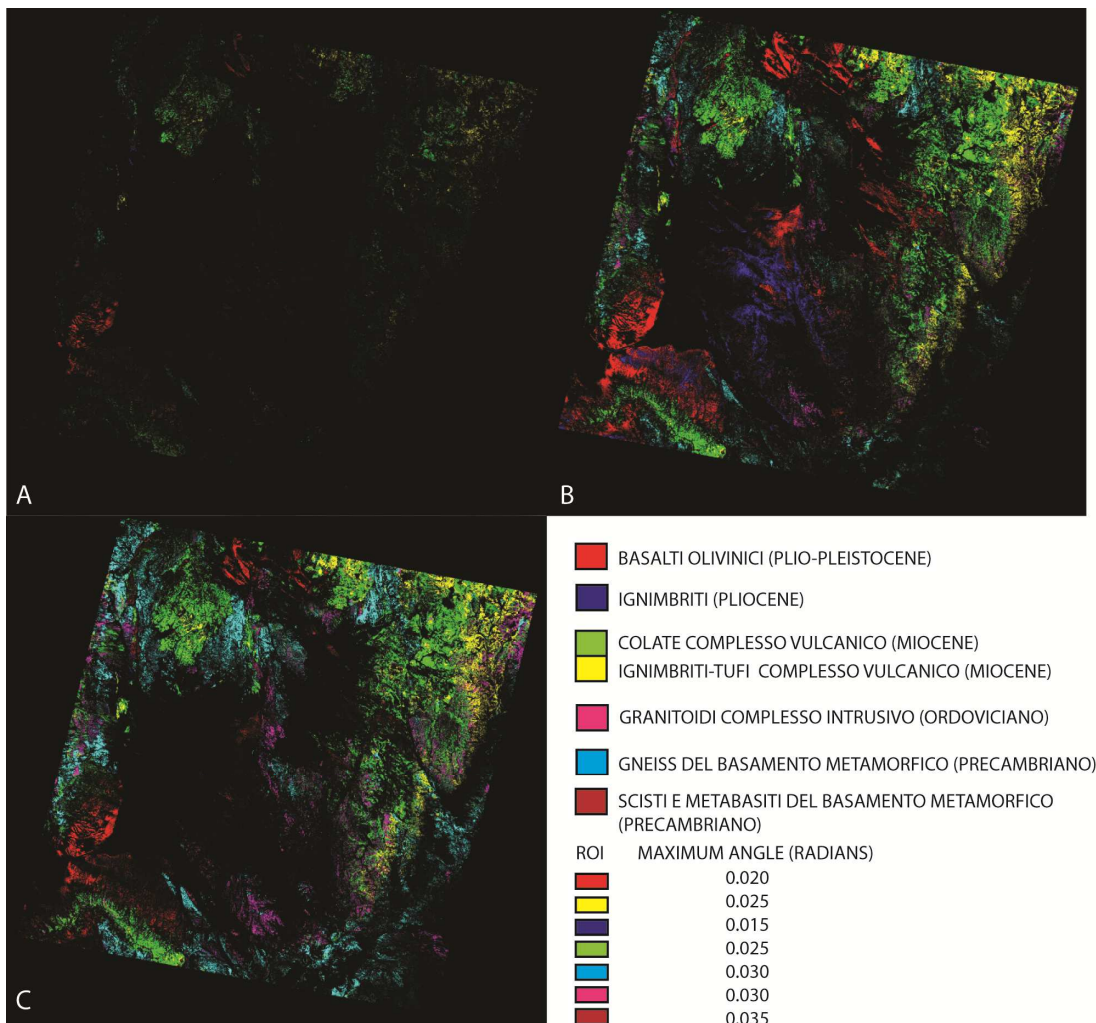 A
B
C
BASALTI OLIVINICI (PLIO-PLEISTOCENE)
IGNIMBRITI (PLIOCENE)
COLATE COMPLESSO VULCANICO (MIOCENE)
IGNIMBRITI-TUFI COMPLESSO VULCANICO (MIOCENE)
GRANITOIDI COMPLESSO INTRUSIVO (ORDOVICIANO)
GNEISS DEL BASAMENTO METAMORFICO (PRECAMBRIANO)
SCISTI E METABASITI DEL BASAMENTO METAMORFICO
(PRECAMBRIANO)
ROI MAXIMUM ANGLE (RADIANS)
0.020
0.025
0.015
0.025
0.030
0.030
0.035